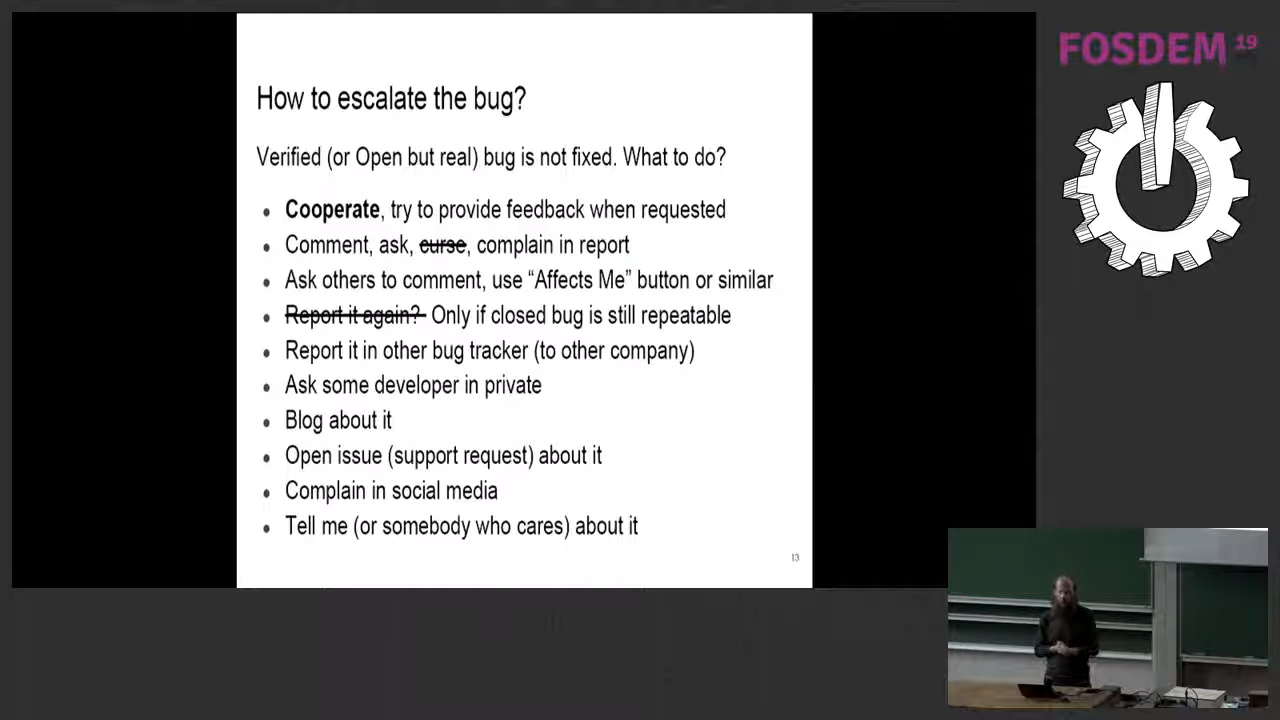 FOSDEM 19
How to escalate the bug?
Verified (or Open but real) bug is not fixed. What to do?
• Cooperate, try to provide feedback when requested
• Comment, ask, curse, complain in report
• Ask others to comment, use “Affects Me” button or similar
• Report it again? Only if closed bug is still repeatable
• Report it in other bug tracker (to other company)
• Ask some developer in private
• Blog about it
• Open issue (support request) about it
• Complain in social media
• Tell me (or somebody who cares) about it
13